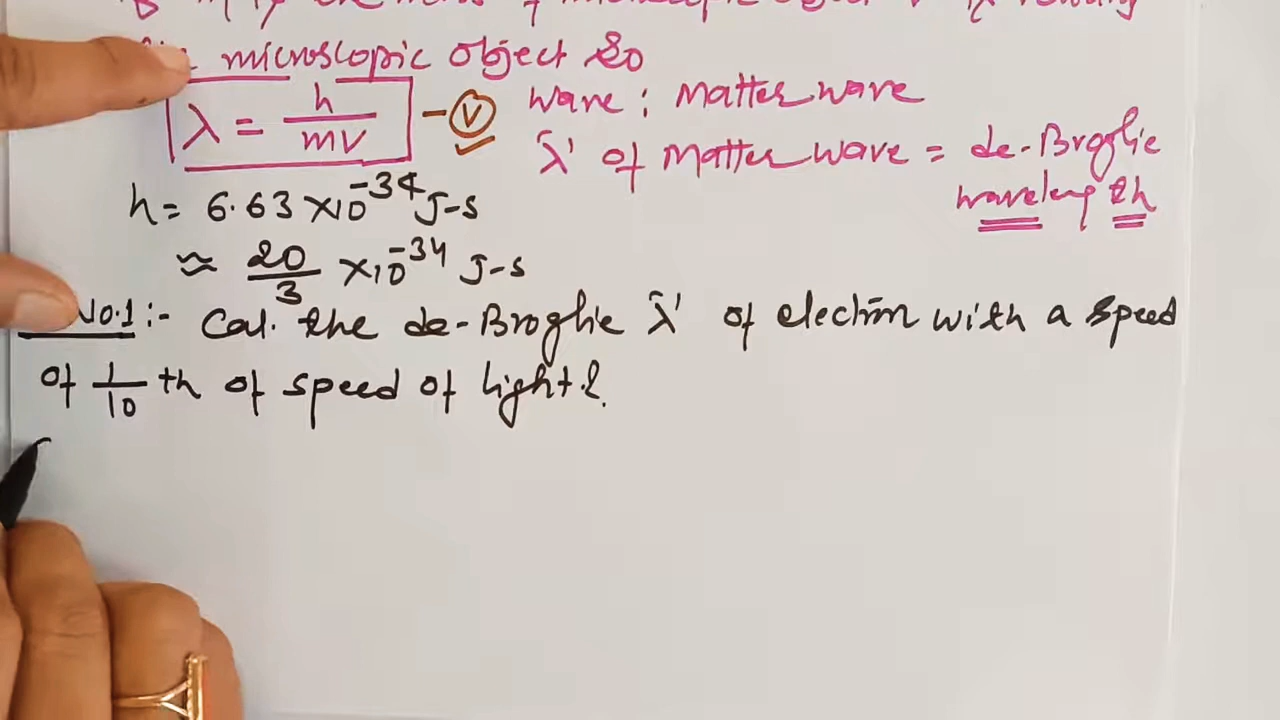 microscopic object so
λ = h/mv - (V) wave : Matter wave
'λ' of Matter wave = de-Broglie wavelength
h = 6.63 × 10^-34 J-s
≈ 20/3 × 10^-34 J-s
No.1 :- Cal. the de-Broglie 'λ' of electron with a speed
of 1/10 th of speed of light?